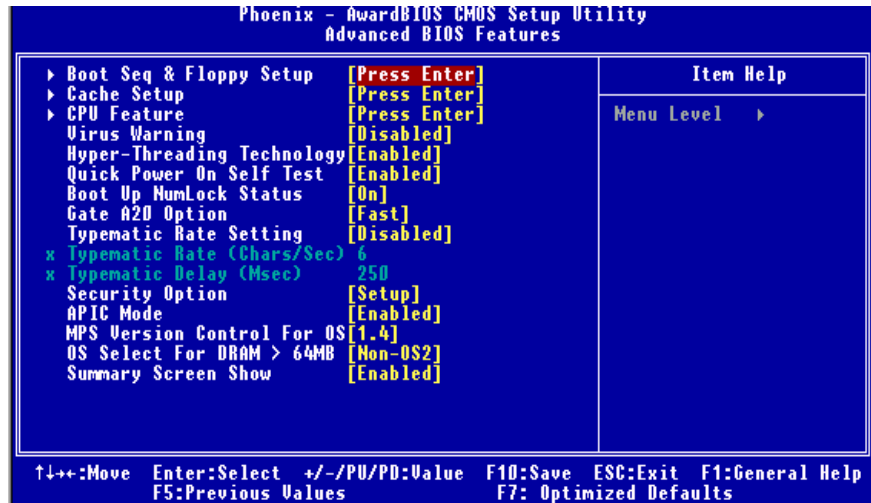 Phoenix - AwardBIOS CMOS Setup Utility
Advanced BIOS Features
Boot Seq & Floppy Setup [Press Enter]
Cache Setup [Press Enter]
CPU Feature [Press Enter]
Virus Warning [Disabled]
Hyper-Threading Technology[Enabled]
Quick Power On Self Test [Enabled]
Boot Up NumLock Status [On]
Gate A20 Option [Fast]
Typematic Rate Setting [Disabled]
x Typematic Rate (Chars/Sec) 6
x Typematic Delay (Msec) 250
Security Option [Setup]
APIC Mode [Enabled]
MPS Version Control For OS[1.4]
OS Select For DRAM > 64MB [Non-OS2]
Summary Screen Show [Enabled]
Item Help
Menu Level
↑↓→←:Move Enter:Select +/-/PU/PD:Value F10:Save ESC:Exit F1:General Help
F5:Previous Values F7: Optimized Defaults